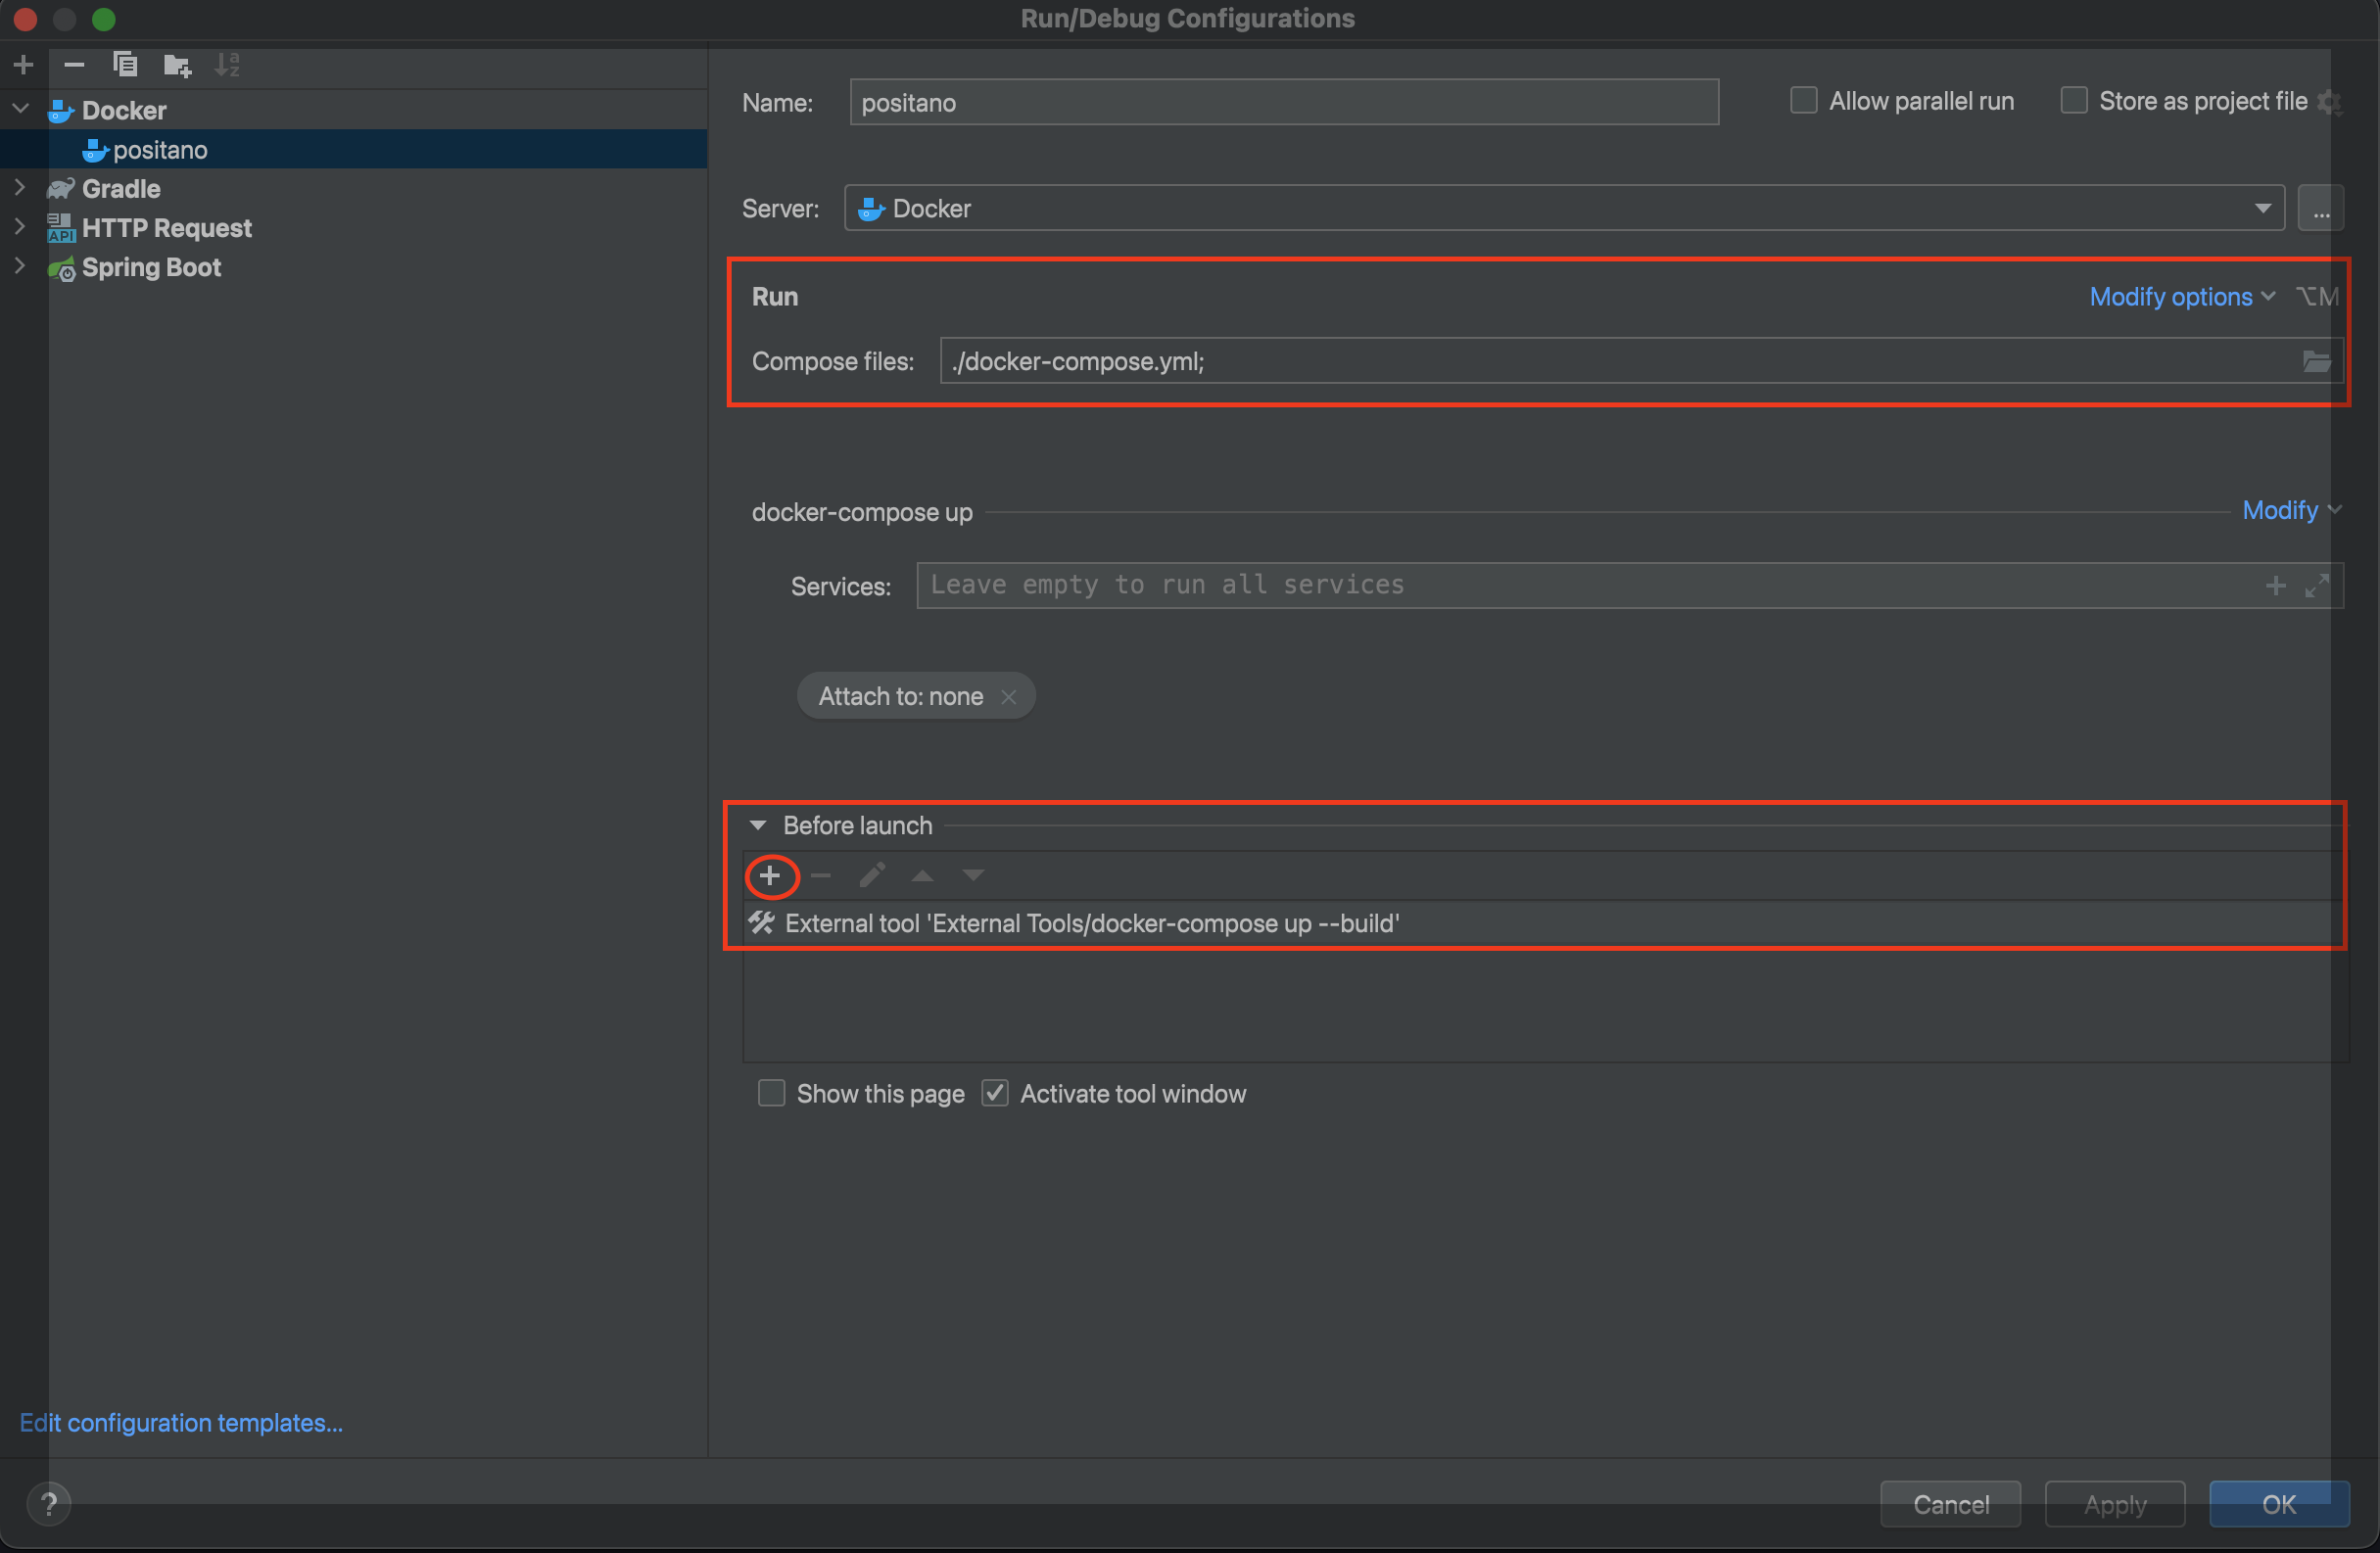 Run/Debug Configurations
Docker
positano
Gradle
API HTTP Request
Spring Boot
Edit configuration templates...
Name: positano Allow parallel run Store as project file
Server: Docker ...
Run Modify options ⌥M
Compose files: ./docker-compose.yml;
docker-compose up Modify
Services: Leave empty to run all services
Attach to: none
Before launch
External tool 'External Tools/docker-compose up --build'
Show this page Activate tool window
? Cancel Apply OK